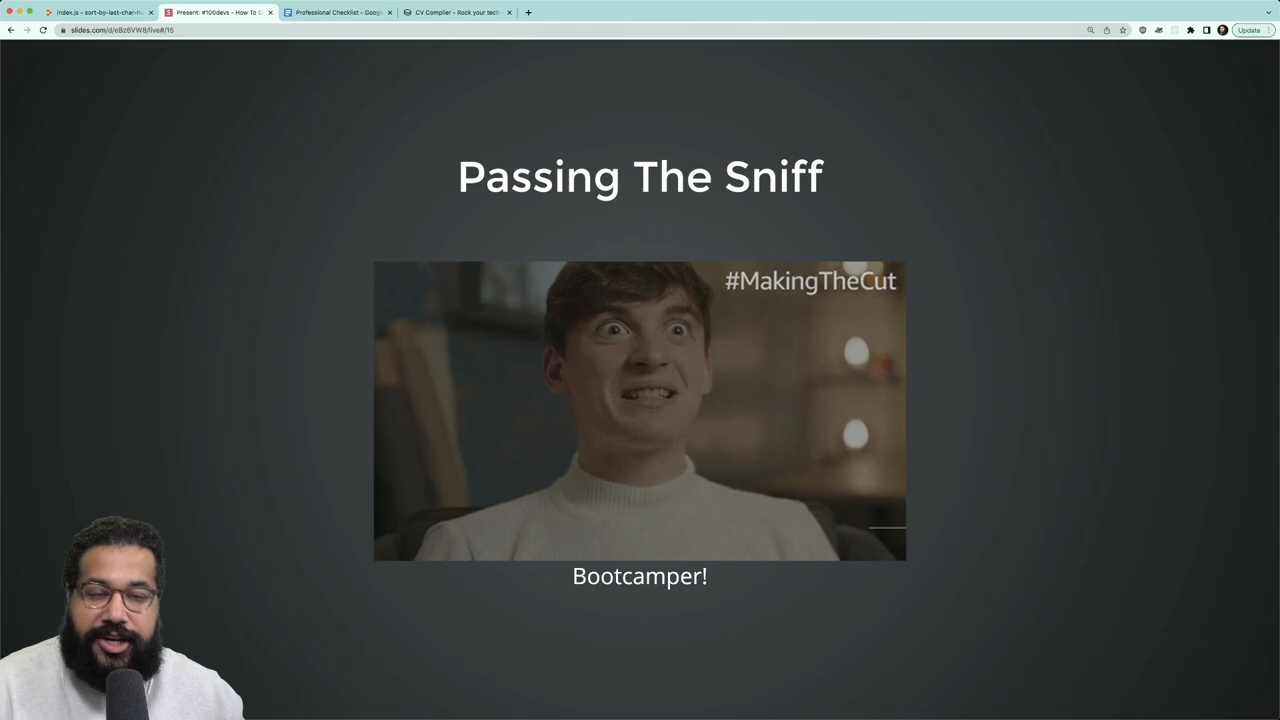 index.js - sort-by-last-char-h
Present: #100devs - How To G
Professional Checklist - Googl
CV Compiler - Rock your tech
slides.com/d/eBz6VW8/live#/15
Update
Passing The Sniff
#MakingTheCut
Bootcamper!